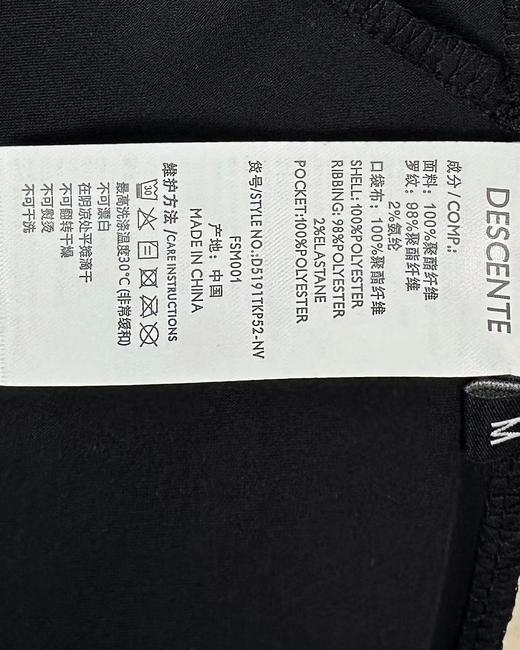 DESCENTE
成分 / COMP.:
面料: 100%聚酯纤维
罗纹: 98%聚酯纤维
2%氨纶
口袋布: 100%聚酯纤维
SHELL:100%POLYESTER
RIBBING: 98%POLYESTER
2%ELASTANE
POCKET:100%POLYESTER
货号/STYLE NO.:D5191TKP52-NV
FSM001
产地: 中国
MADE IN CHINA
维护方法 /CARE INSTRUCTIONS
30
最高洗涤温度30℃(非常缓和)
不可漂白
在阴凉处平摊滴干
不可翻转干燥
不可熨烫
不可干洗
M